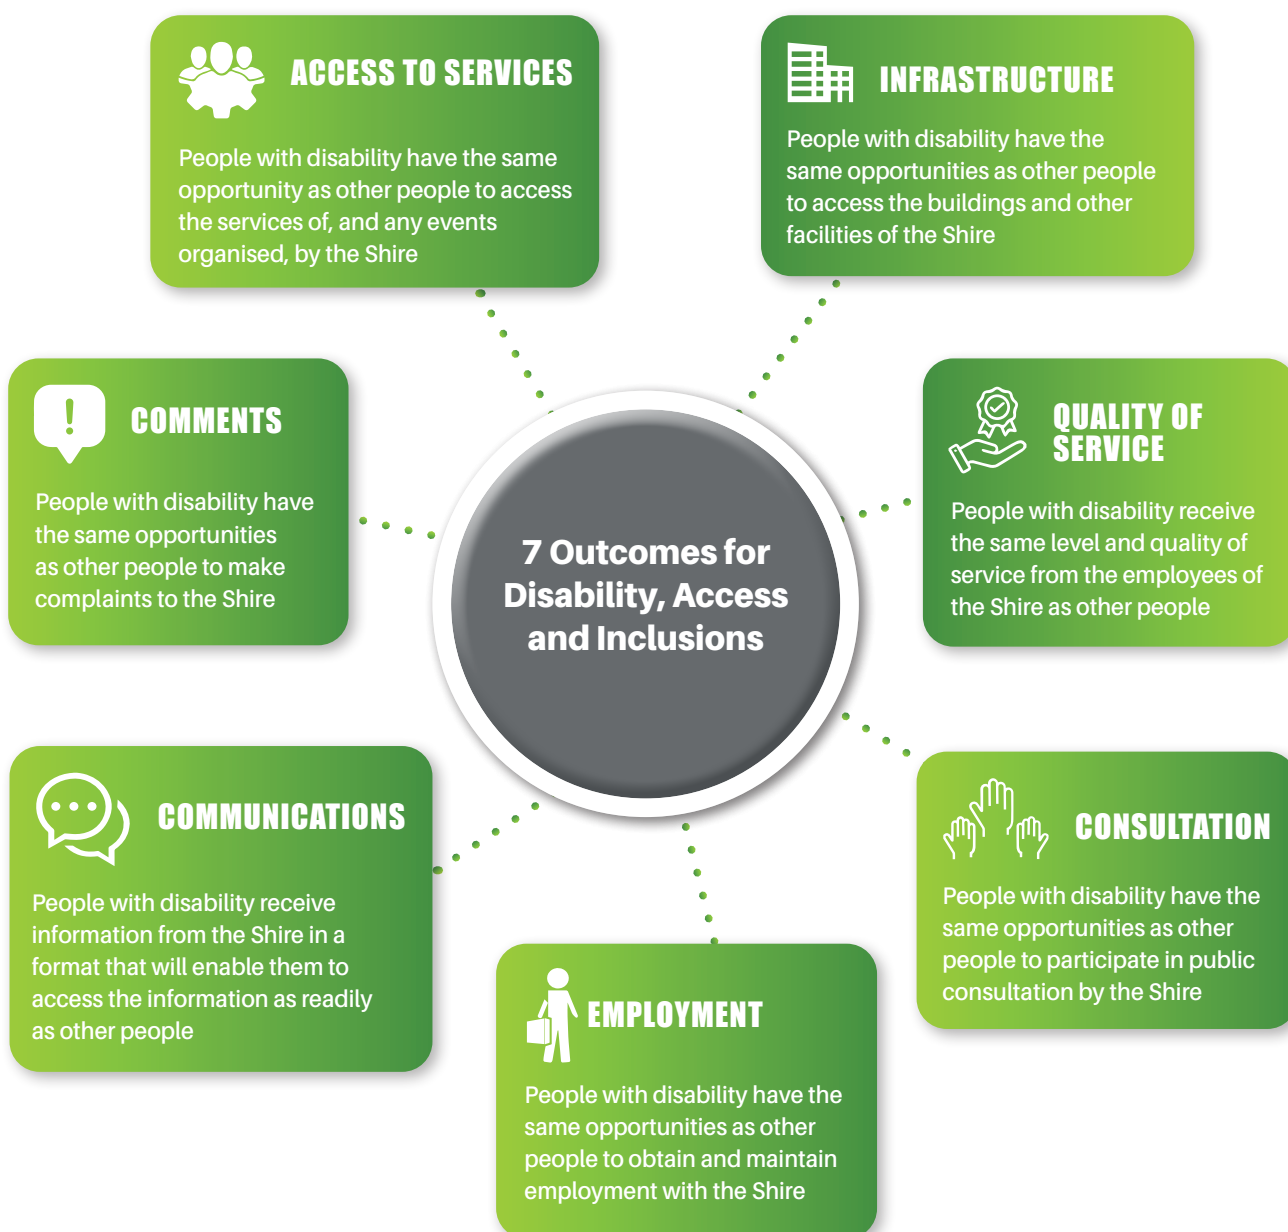 ACCESS TO SERVICES
People with disability have the same
opportunity as other people to access
the services of, and any events
organised, by the Shire
INFRASTRUCTURE
People with disability have the
same opportunities as other people
to access the buildings and other
facilities of the Shire
COMMENTS
People with disability have
the same opportunities
as other people to make
complaints to the Shire
7 Outcomes for
Disability, Access
and Inclusions
QUALITY OF
SERVICE
People with disability receive
the same level and quality of
service from the employees of
the Shire as other people
COMMUNICATIONS
People with disability receive
information from the Shire in a
format that will enable them to
access the information as readily
as other people
CONSULTATION
People with disability have the
same opportunities as other
people to participate in public
consultation by the Shire
EMPLOYMENT
People with disability have the
same opportunities as other
people to obtain and maintain
employment with the Shire